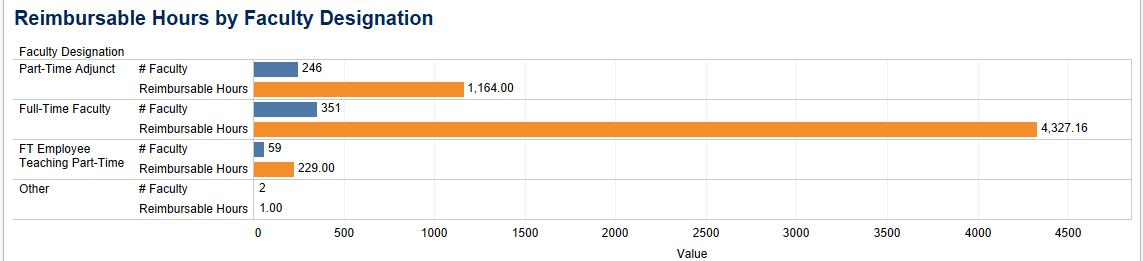 Reimbursable Hours by Faculty Designation
Faculty Designation
Part-Time Adjunct # Faculty 246
Reimbursable Hours 1,164.00
Full-Time Faculty # Faculty 351
Reimbursable Hours 4,327.16
FT Employee # Faculty 59
Teaching Part-Time Reimbursable Hours 229.00
Other # Faculty 2
Reimbursable Hours 1.00
0 500 1000 1500 2000 2500 3000 3500 4000 4500
Value